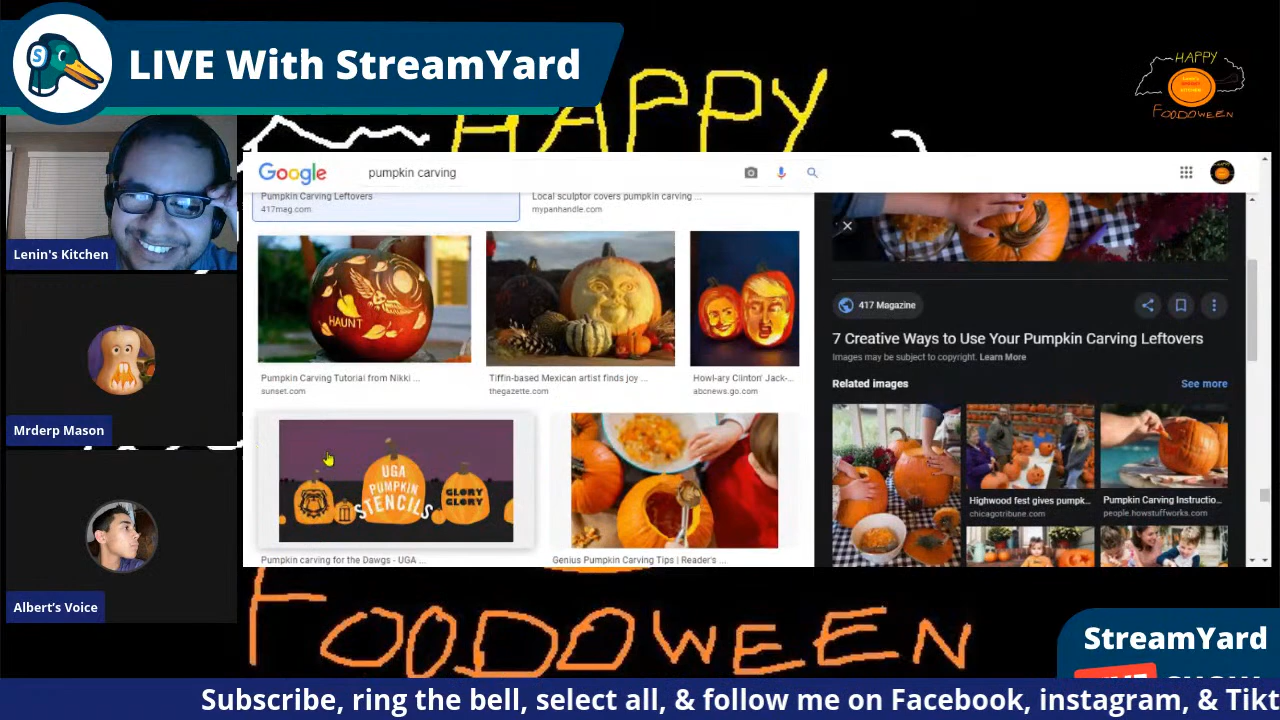 LIVE With StreamYard
HAPPY
HAPPY
FOODOWEEN
Google
pumpkin carving
Pumpkin Carving Leftovers
417mag.com
Local sculptor covers pumpkin carving ...
mypanhandle.com
Lenin's Kitchen
HAUNT
417 Magazine
7 Creative Ways to Use Your Pumpkin Carving Leftovers
Images may be subject to copyright. Learn More
Pumpkin Carving Tutorial from Nikki ...
sunset.com
Tiffin-based Mexican artist finds joy ...
thegazette.com
Howl-ary Clinton' Jack-...
abcnews.go.com
Related images
See more
Mrderp Mason
UGA
PUMPKIN
STENCILS
GLORY
GLORY
Highwood fest gives pumpk...
chicagotribune.com
Pumpkin Carving Instructio...
people.howstuffworks.com
Pumpkin carving for the Dawgs - UGA ...
Genius Pumpkin Carving Tips | Reader's ...
Albert's Voice
FOODOWEEN
StreamYard
Subscribe, ring the bell, select all, & follow me on Facebook, instagram, & Tikt